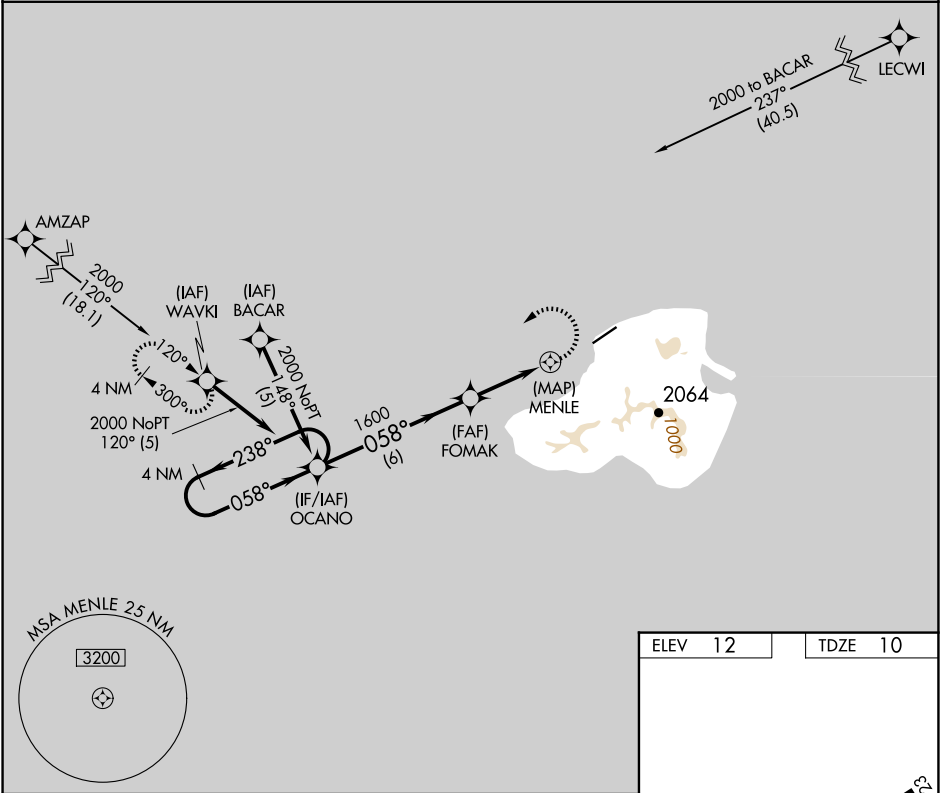 LECWI
2000 to BACAR
237°
(40.5)
AMZAP
2000
120°
(18.1)
(IAF)
WAVKI
(IAF)
BACAR
120°
4 NM
300°
2000 NoPT
148°
(5)
2000 NoPT
120° (5)
(MAP)
MENLE
2064
1000
1600
058°
(6)
(FAF)
FOMAK
238°
4 NM
058°
(IF/IAF)
OCANO
MSA MENLE 25 NM
3200
ELEV 12
TDZE 10
23